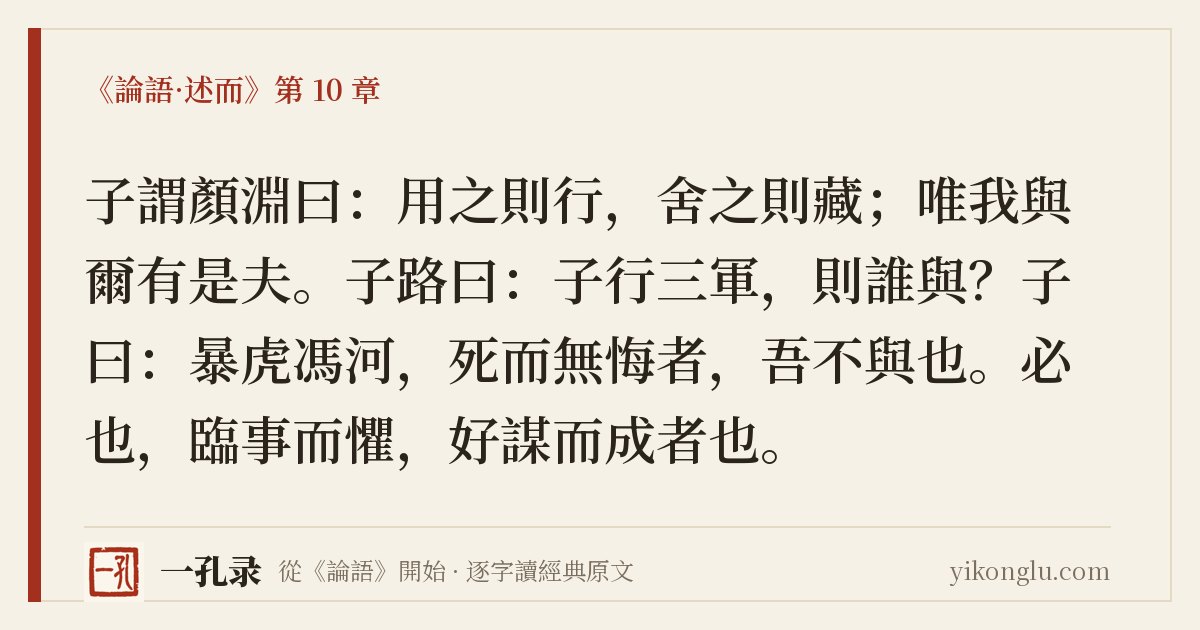 《論語·述而》第 10 章
子謂顏淵曰：用之則行，舍之則藏；唯我與
爾有是夫。子路曰：子行三軍，則誰與？子
曰：暴虎馮河，死而無悔者，吾不與也。必
也，臨事而懼，好謀而成者也。
一孔
一孔录
從《論語》開始 · 逐字讀經典原文
yikonglu.com